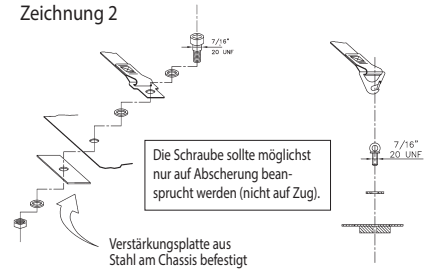 Zeichnung 2
7/16"
20 UNF
Die Schraube sollte möglichst
nur auf Abscherung bean-
sprucht werden (nicht auf Zug).
7/16"
20 UNF
Verstärkungsplatte aus
Stahl am Chassis befestigt